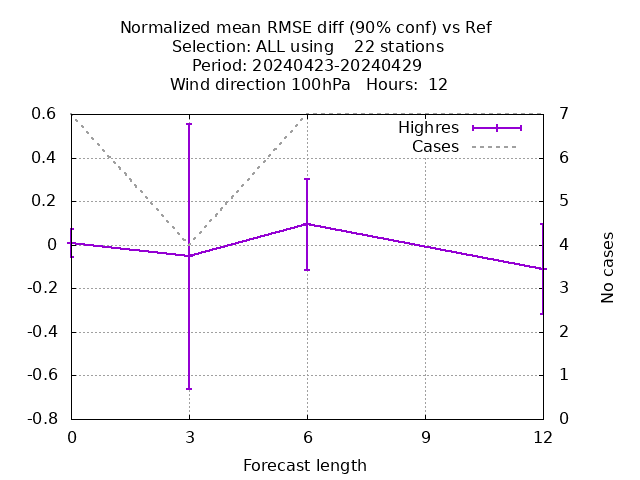 Normalized mean RMSE diff (90% conf) vs Ref
Selection: ALL using    22 stations
Period: 20240423-20240429
Wind direction 100hPa   Hours:  12
Highres
Cases
0.6
0.4
0.2
0
-0.2
-0.4
-0.6
-0.8
7
6
5
4
3
2
1
0
No cases
0
3
6
9
12
Forecast length